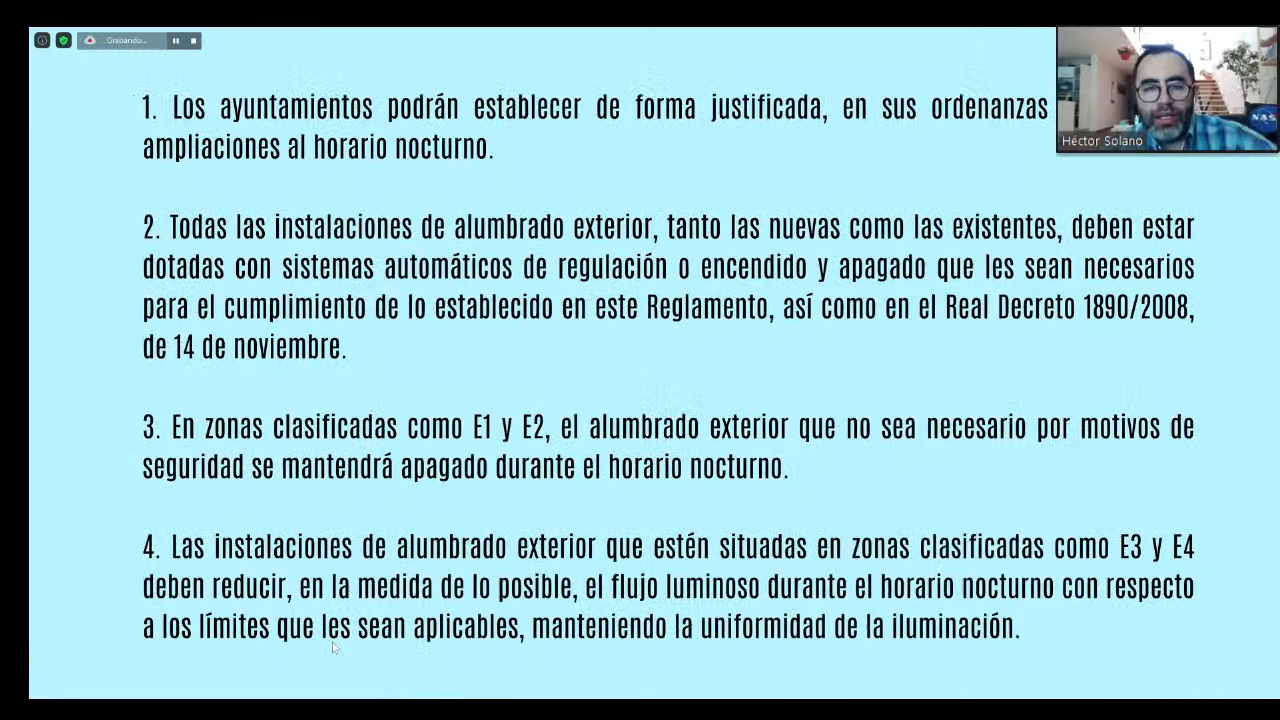 Grabando...
1. Los ayuntamientos podrán establecer de forma justificada, en sus ordenanzas
ampliaciones al horario nocturno.
Héctor Solano
NAS
2. Todas las instalaciones de alumbrado exterior, tanto las nuevas como las existentes, deben estar
dotadas con sistemas automáticos de regulación o encendido y apagado que les sean necesarios
para el cumplimiento de lo establecido en este Reglamento, así como en el Real Decreto 1890/2008,
de 14 de noviembre.
3. En zonas clasificadas como E1 y E2, el alumbrado exterior que no sea necesario por motivos de
seguridad se mantendrá apagado durante el horario nocturno.
4. Las instalaciones de alumbrado exterior que estén situadas en zonas clasificadas como E3 y E4
deben reducir, en la medida de lo posible, el flujo luminoso durante el horario nocturno con respecto
a los límites que les sean aplicables, manteniendo la uniformidad de la iluminación.